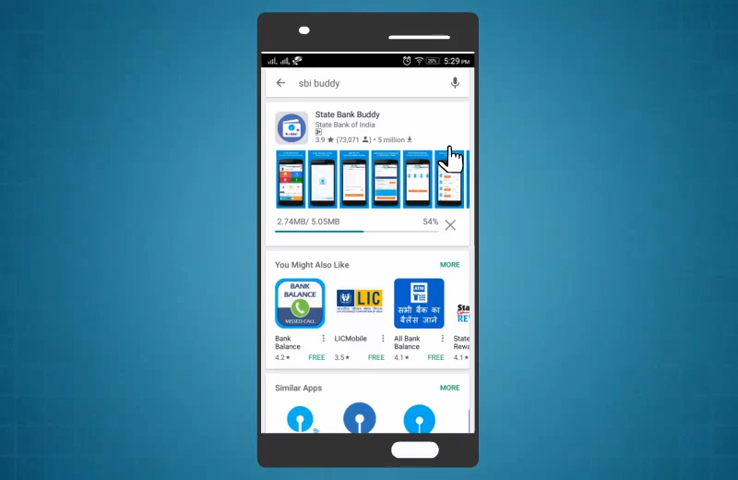 20%
5:29 PM
sbi buddy
State Bank Buddy
State Bank of India
3.9 ★ (73,071) • 5 million
2.74MB/ 5.05MB
54%
You Might Also Like
MORE
BANK
BALANCE
MISSED CALL
LIC
ATM
सभी बैंक का
बैलेंस जाने
Sta
RE
Bank
Balance
LICMobile
All Bank
Balance
State
Rewa
4.2★
FREE
3.5★
FREE
4.1★
FREE
4.1★
Similar Apps
MORE